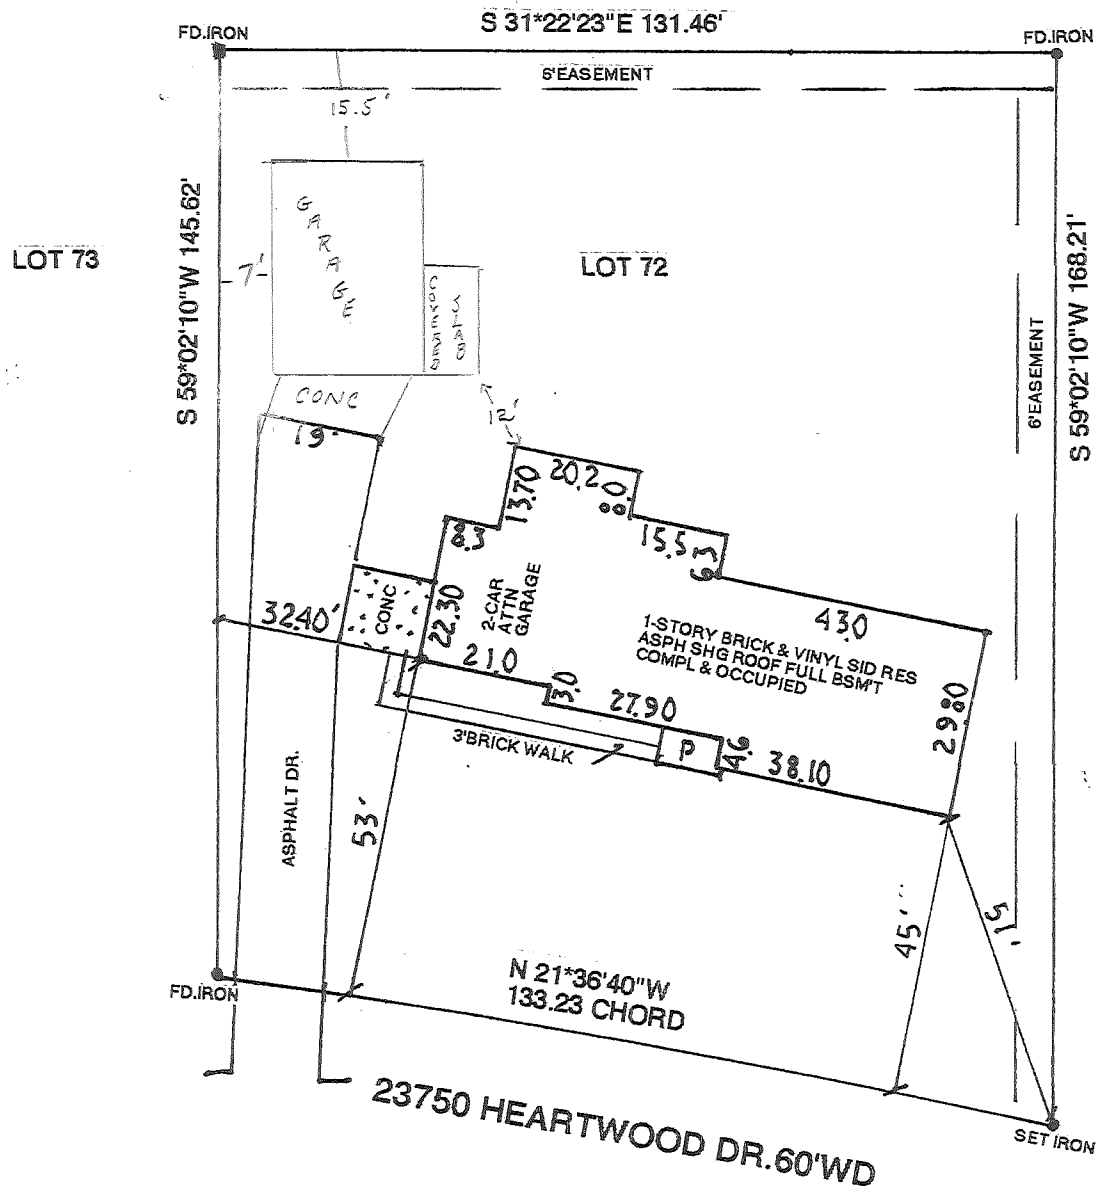 S 31*22'23"E 131.46'
FD.IRON
FD.IRON
6'EASEMENT
15.5'
GARAGE
S 59*02'10"W 145.62'
LOT 73
7'
LOT 72
COVERED
SLAB
6'EASEMENT
S 59*02'10"W 168.21'
CONC
19'
12'
20.2
8.0
13.70
8.3
15.5
6.3
43.0
2-CAR
ATTN
GARAGE
22.30
CONC
32.40'
21.0
3.0
27.90
1-STORY BRICK & VINYL SID RES
ASPH SHG ROOF FULL BSM'T
COMPL & OCCUPIED
29.80
3'BRICK WALK
P
4.6
38.10
ASPHALT DR.
53'
45'
51'
N 21*36'40"W
133.23 CHORD
FD.IRON
SET IRON
23750 HEARTWOOD DR.60'WD